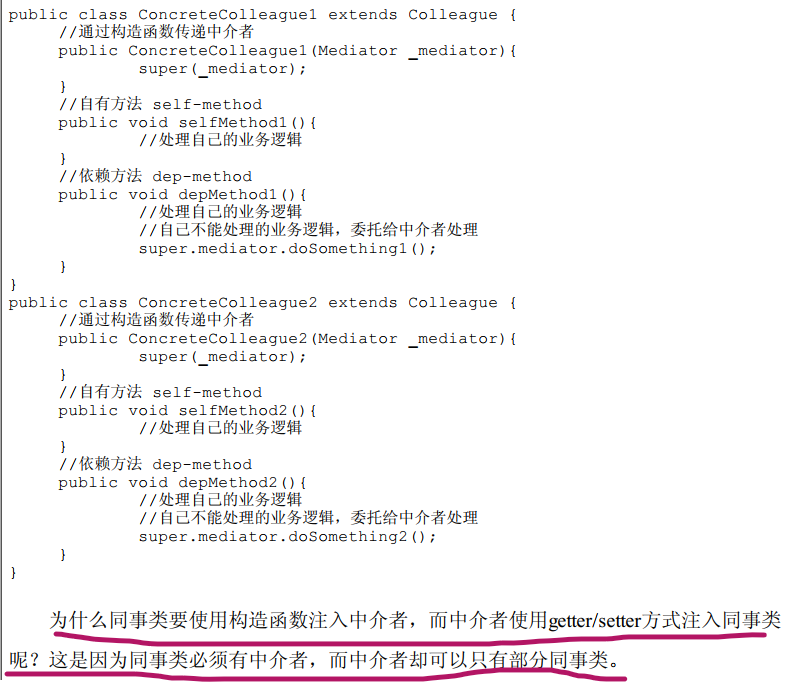 public class ConcreteColleague1 extends Colleague {
//通过构造函数传递中介者
public ConcreteColleague1(Mediator _mediator){
super(_mediator);
}
//自有方法 self-method
public void selfMethod1(){
//处理自己的业务逻辑
}
//依赖方法 dep-method
public void depMethod1(){
//处理自己的业务逻辑
//自己不能处理的业务逻辑，委托给中介者处理
super.mediator.doSomething1();
}
}
public class ConcreteColleague2 extends Colleague {
//通过构造函数传递中介者
public ConcreteColleague2(Mediator _mediator){
super(_mediator);
}
//自有方法 self-method
public void selfMethod2(){
//处理自己的业务逻辑
}
//依赖方法 dep-method
public void depMethod2(){
//处理自己的业务逻辑
//自己不能处理的业务逻辑，委托给中介者处理
super.mediator.doSomething2();
}
}
为什么同事类要使用构造函数注入中介者，而中介者使用getter/setter方式注入同事类
呢？这是因为同事类必须有中介者，而中介者却可以只有部分同事类。